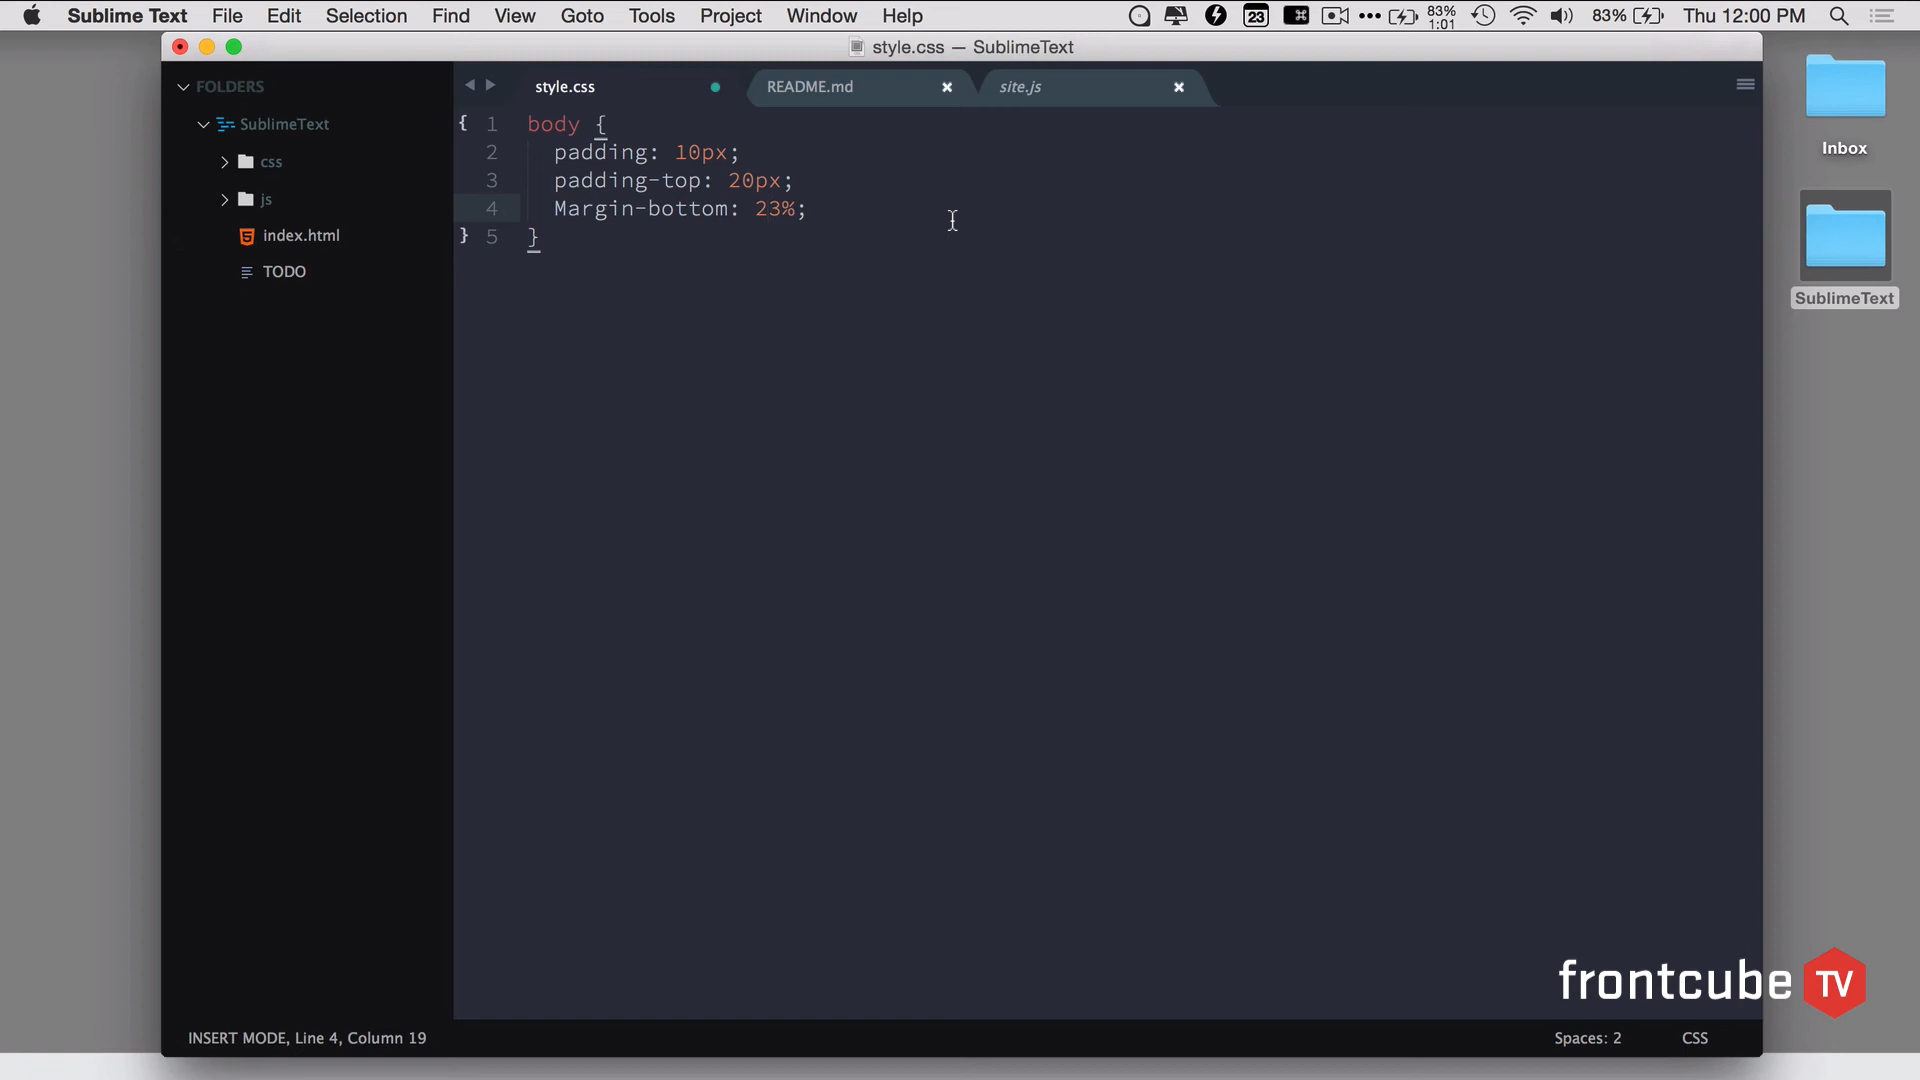 Sublime Text File Edit Selection Find View Goto Tools Project Window Help 23 83% 1:01 83% Thu 12:00 PM
style.css — SublimeText
FOLDERS
SublimeText
css
js
index.html
TODO
style.css README.md site.js
{ 1 body {
2 padding: 10px;
3 padding-top: 20px;
4 Margin-bottom: 23%;
} 5 }
Inbox
SublimeText
frontcube TV
INSERT MODE, Line 4, Column 19 Spaces: 2 CSS